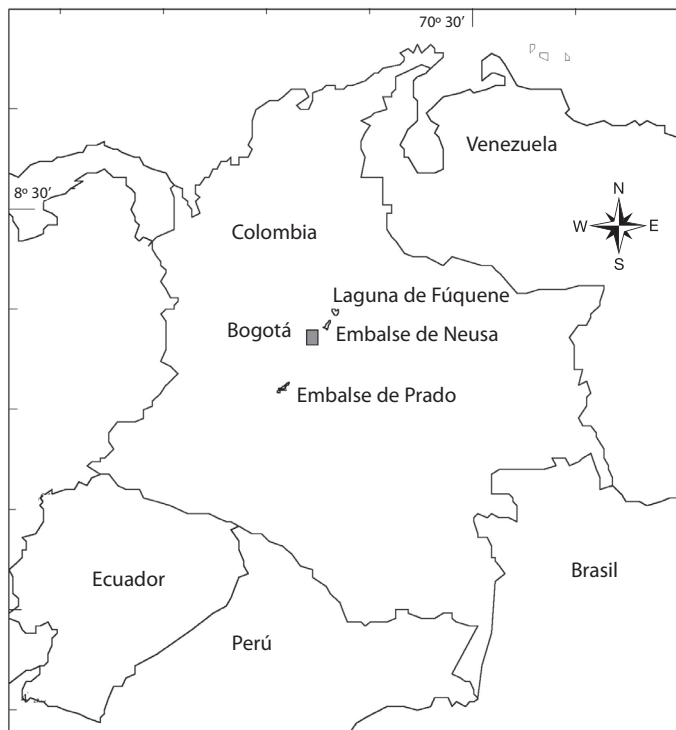 70º 30’
Venezuela
8º 30’
N
W E
S
Colombia
Laguna de Fúquene
Bogotá
Embalse de Neusa
Embalse de Prado
Ecuador
Brasil
Perú